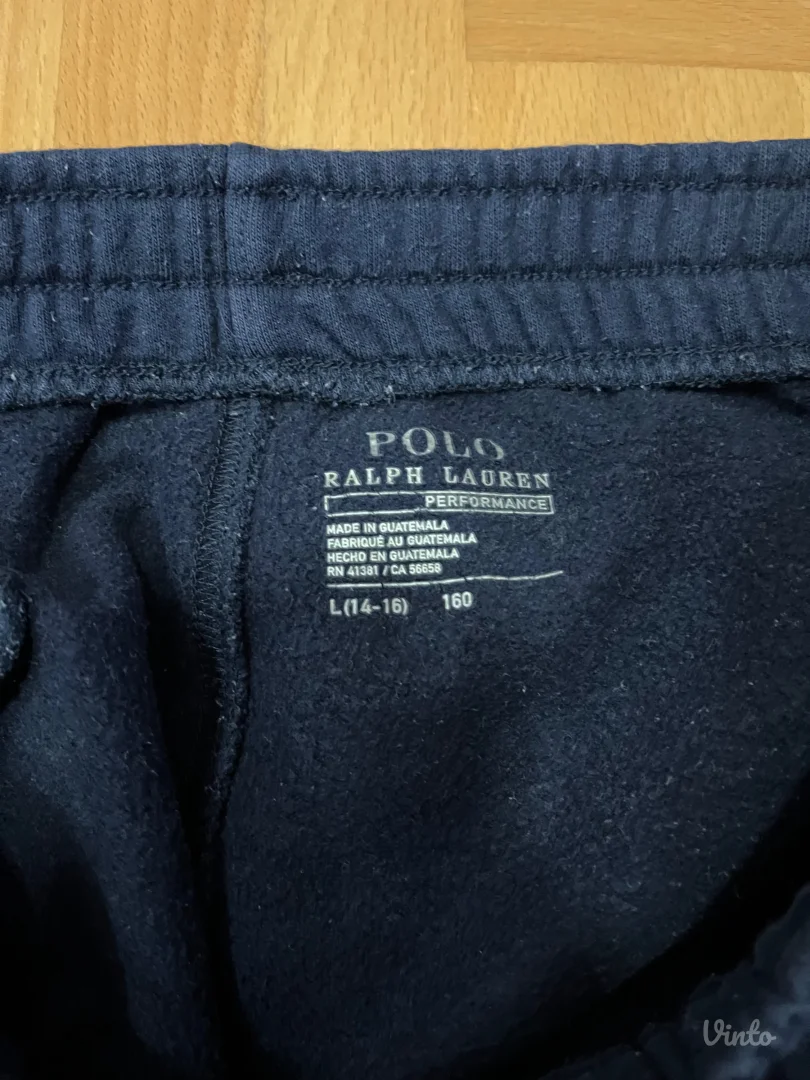 POLO
RALPH LAUREN
PERFORMANCE
MADE IN GUATEMALA
FABRIQUÉ AU GUATEMALA
HECHO EN GUATEMALA
RN 41381 / CA 56658
L(14-16) 160
Vinto